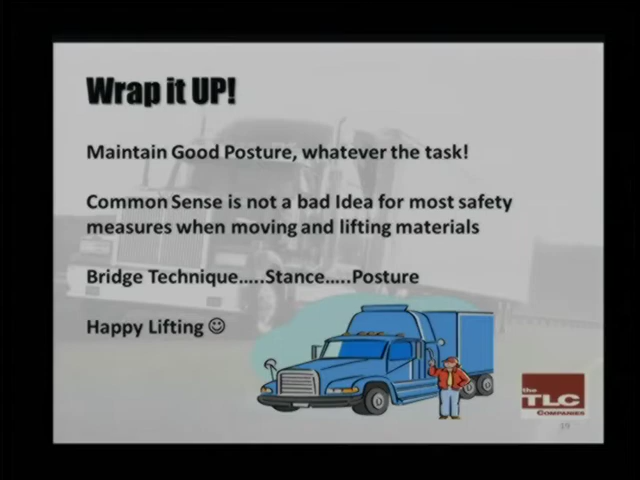 Wrap it UP!
Maintain Good Posture, whatever the task!
Common Sense is not a bad Idea for most safety
measures when moving and lifting materials
Bridge Technique.....Stance.....Posture
Happy Lifting ☺
the
TLC
COMPANIES
19